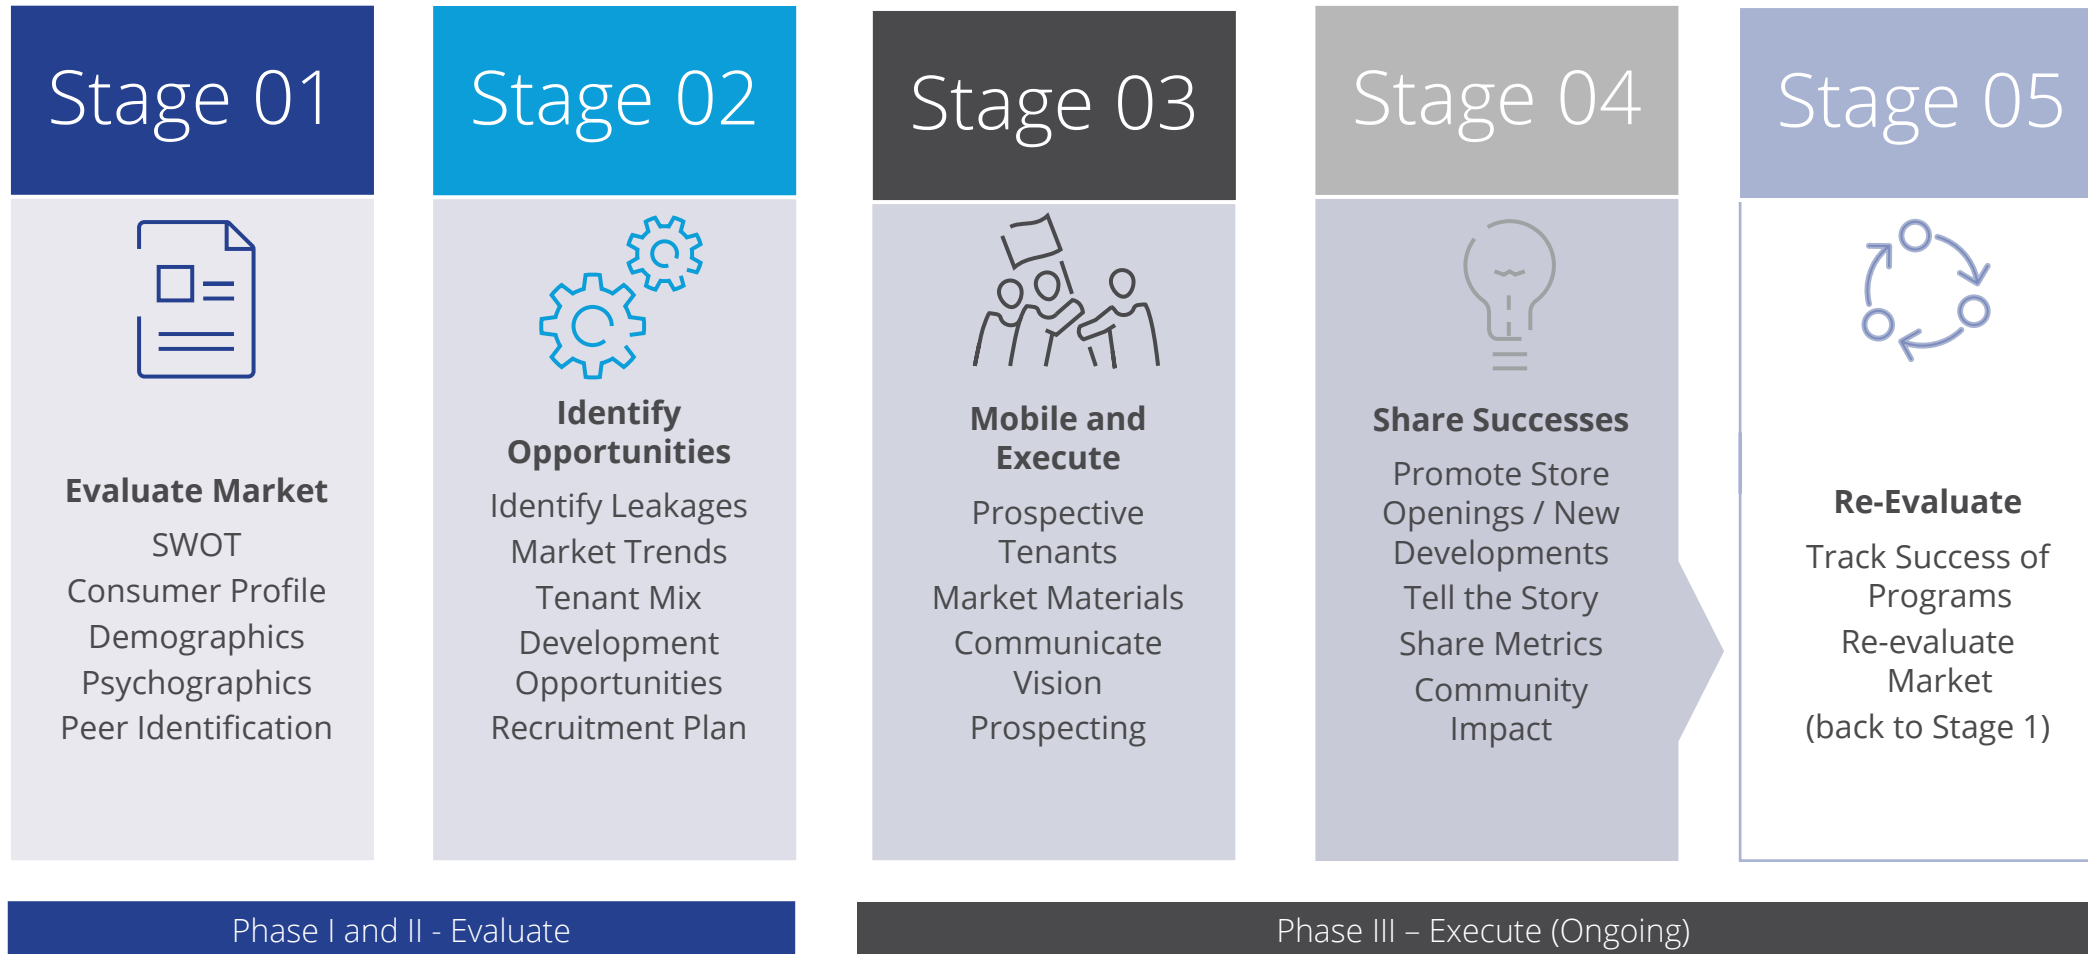 Stage 01
Evaluate Market
SWOT
Consumer Profile
Demographics
Psychographics
Peer Identification
Stage 02
Identify
Opportunities
Identify Leakages
Market Trends
Tenant Mix
Development
Opportunities
Recruitment Plan
Stage 03
Mobile and
Execute
Prospective
Tenants
Market Materials
Communicate
Vision
Prospecting
Stage 04
Share Successes
Promote Store
Openings / New
Developments
Tell the Story
Share Metrics
Community
Impact
Stage 05
Re-Evaluate
Track Success of
Programs
Re-evaluate
Market
(back to Stage 1)
Phase I and II - Evaluate
Phase III – Execute (Ongoing)